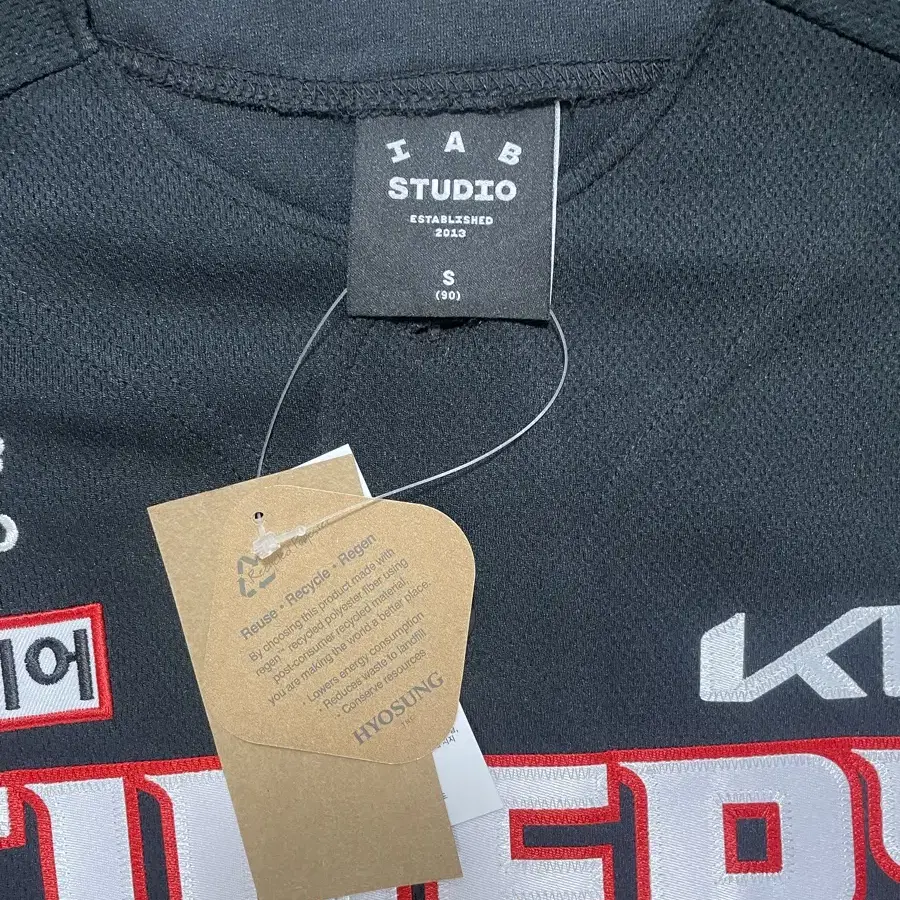 IAB
STUDIO
ESTABLISHED
2013
S
(90)
Reuse • Recycle • Regen
By choosing this product made with
regen - recycled polyester fiber using
post-consumer recycled material,
you are making the world a better place.
· Lowers energy consumption
· Reduces waste to landfill
· Conserve resources
HYOSUNG
어